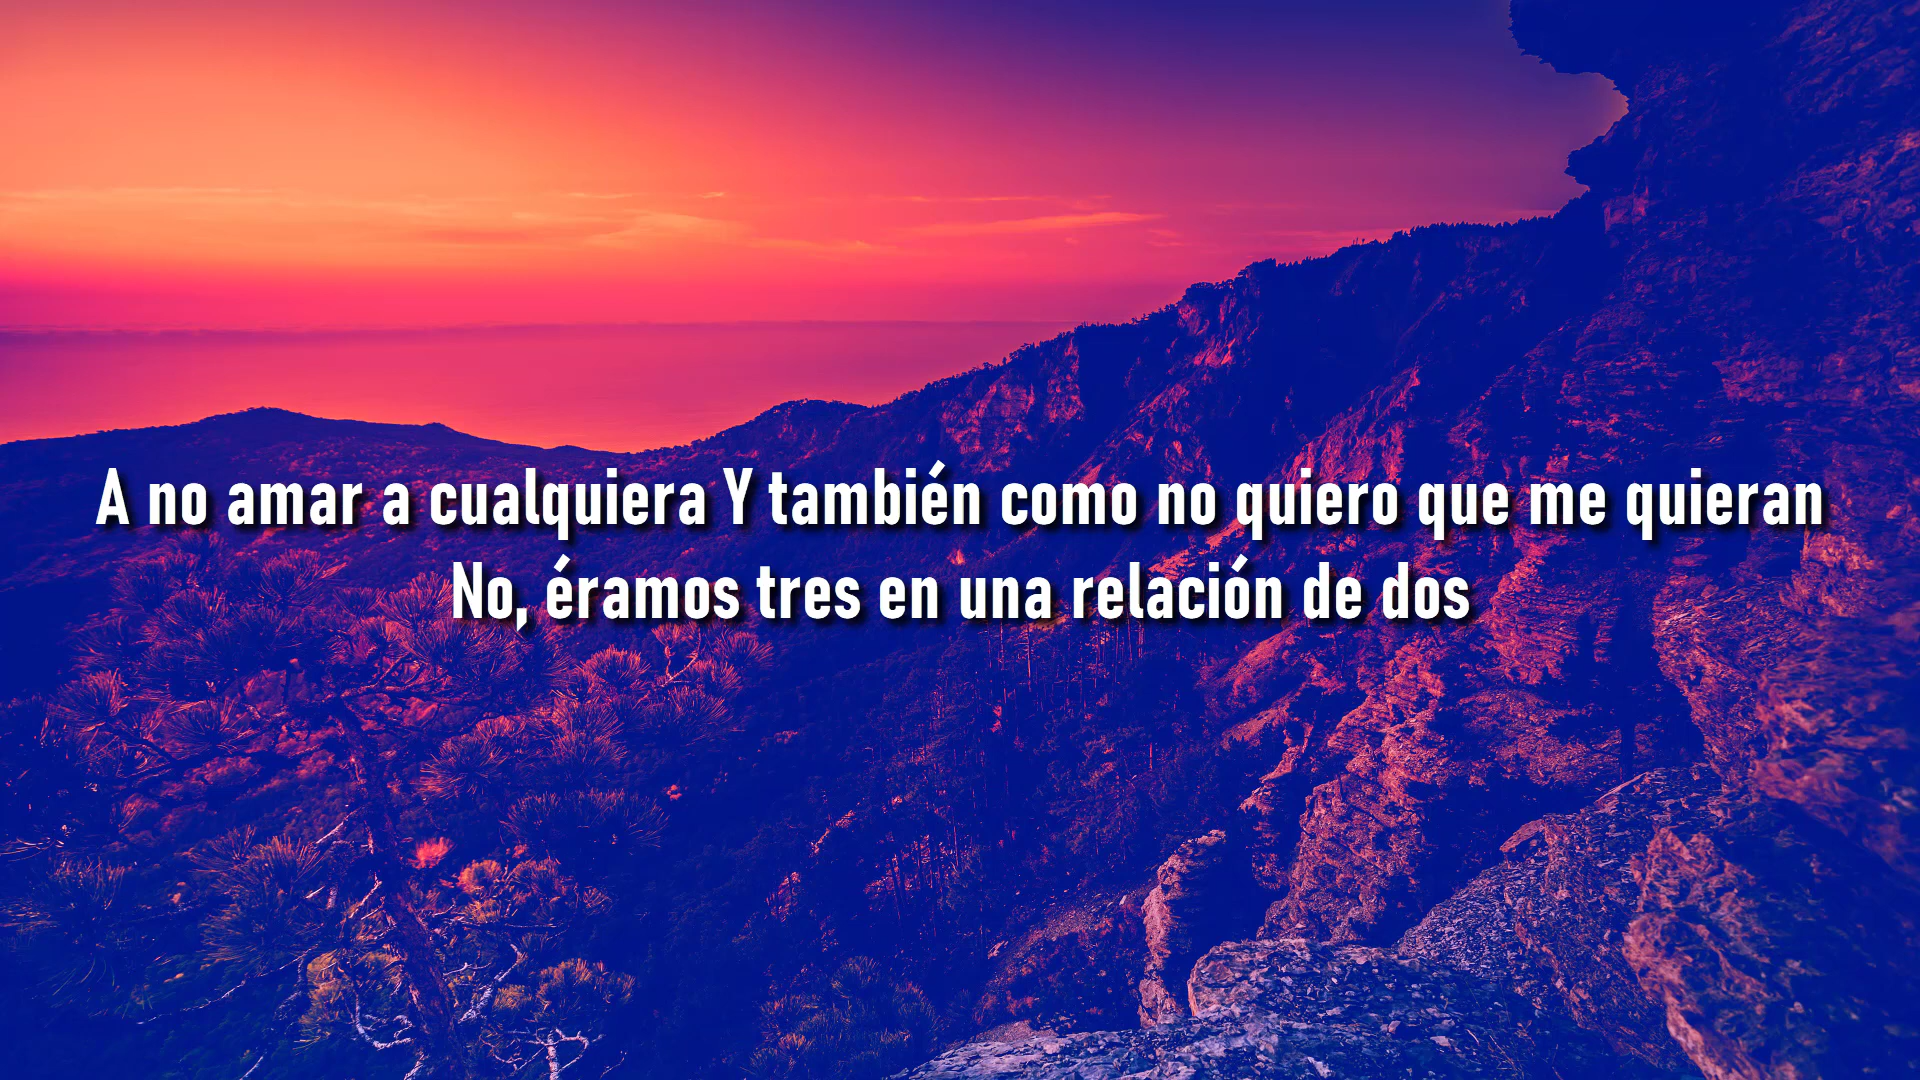 A no amar a cualquiera Y también como no quiero que me quieran
No, éramos tres en una relación de dos